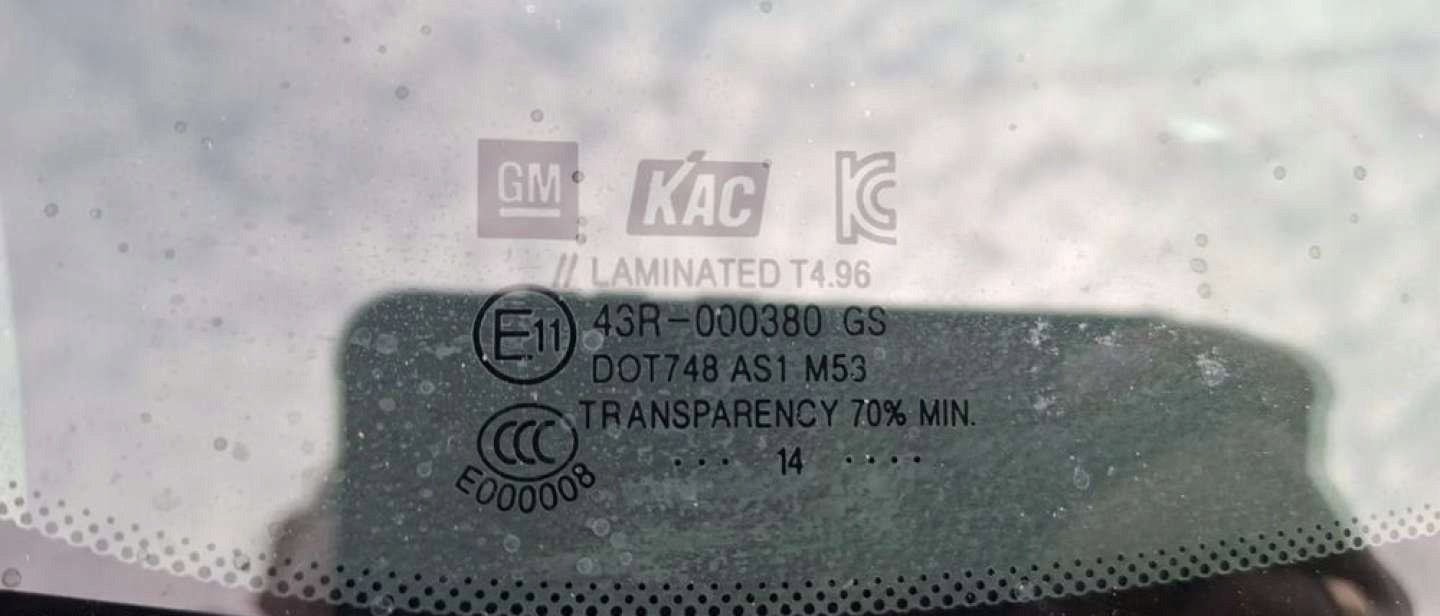 GM KAC KC
// LAMINATED T4.96
E11 43R-000380 GS
DOT748 AS1 M53
TRANSPARENCY 70% MIN.
CCC
... 14 ....
E000008